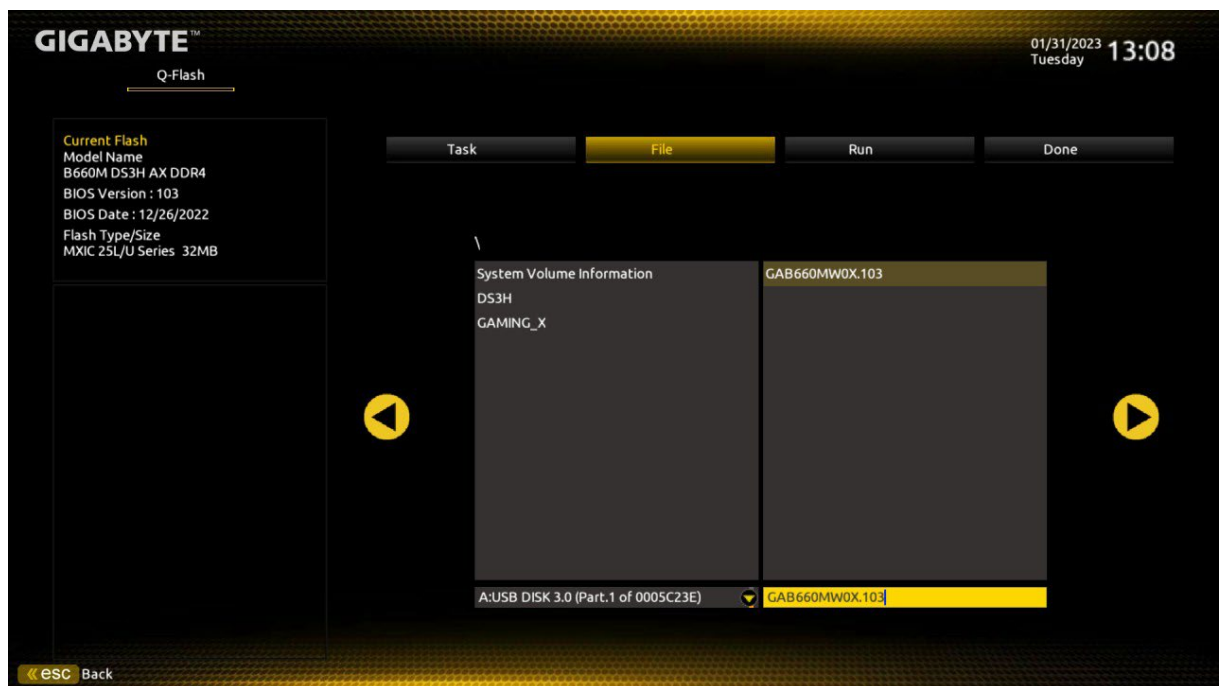 GIGABYTE™
01/31/2023 13:08
Tuesday
Q-Flash
Current Flash
Model Name
B660M DS3H AX DDR4
BIOS Version : 103
BIOS Date : 12/26/2022
Flash Type/Size
MXIC 25L/U Series 32MB
Task File Run Done
\
System Volume Information GAB660MW0X.103
DS3H
GAMING_X
A:USB DISK 3.0 (Part.1 of 0005C23E) GAB660MW0X.103
esc Back